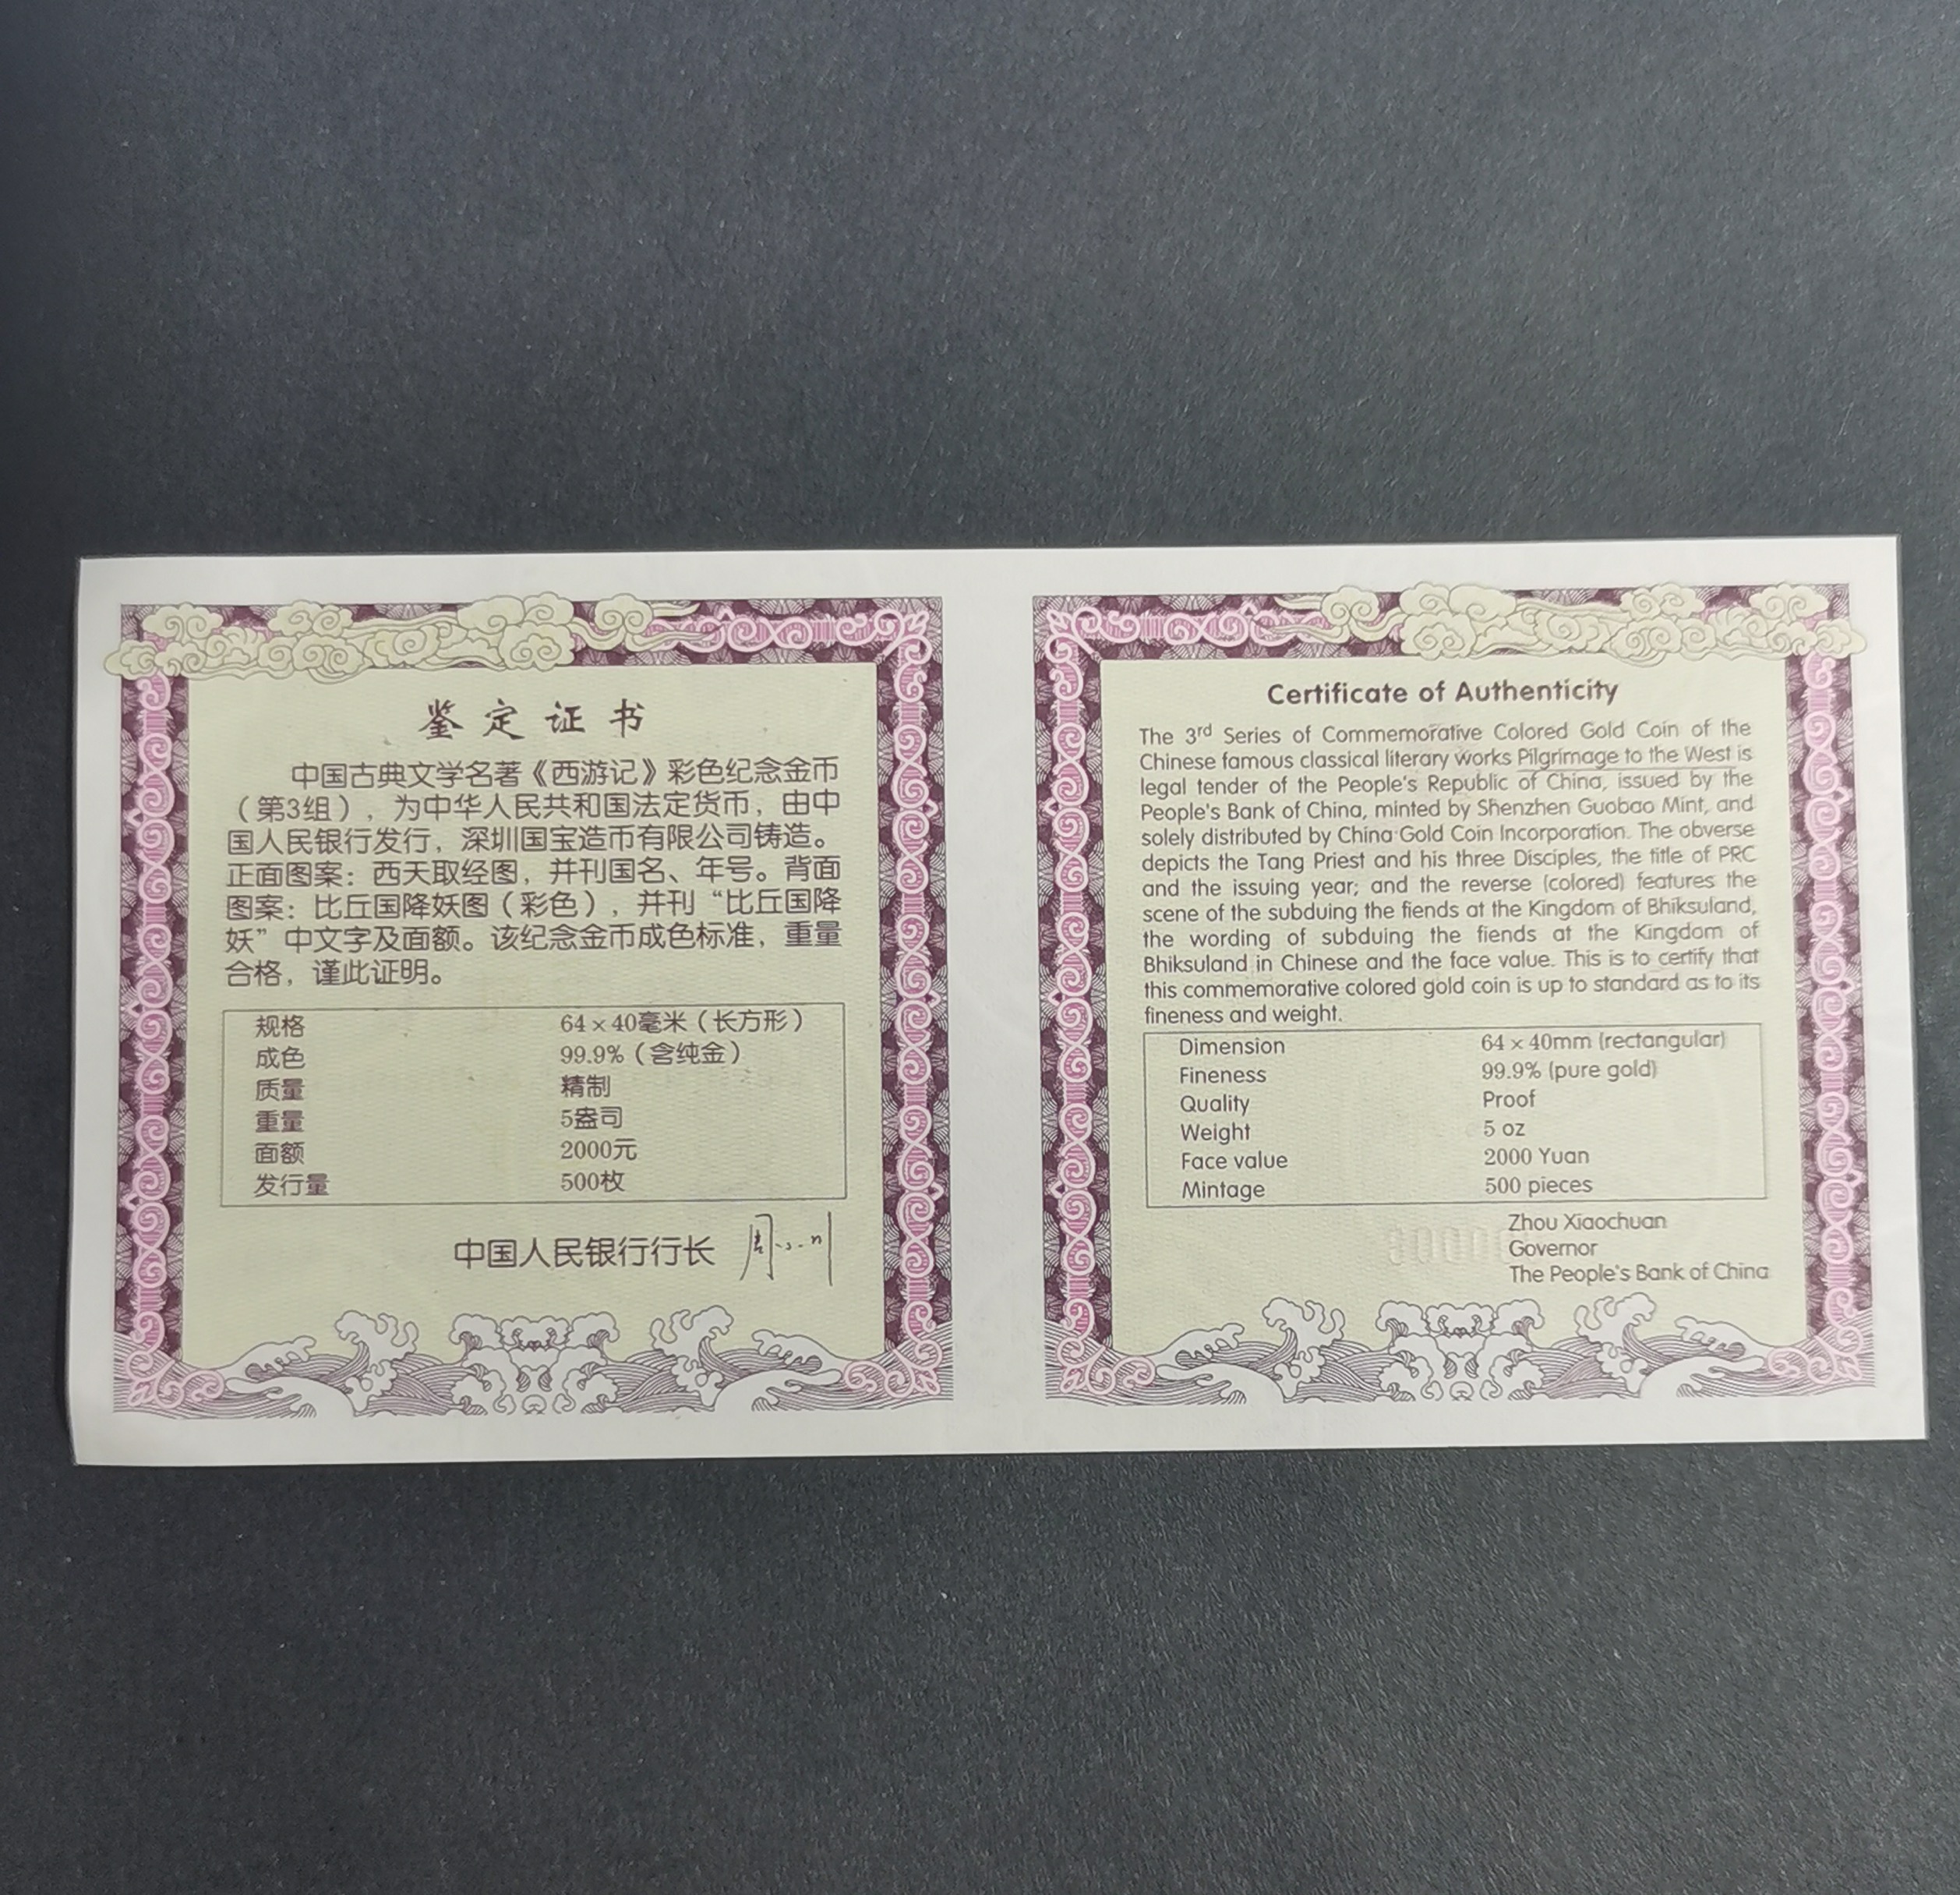 鉴定证书
中国古典文学名著《西游记》彩色纪念金币
（第3组），为中华人民共和国法定货币，由中
国人民银行发行，深圳国宝造币有限公司铸造。
正面图案：西天取经图，并刊国名、年号。背面
图案：比丘国降妖图（彩色），并刊“比丘国降
妖”中文字及面额。该纪念金币成色标准，重量
合格，谨此证明。
规格 64×40毫米（长方形）
成色 99.9%（含纯金）
质量 精制
重量 5盎司
面额 2000元
发行量 500枚
中国人民银行行长 周小川
Certificate of Authenticity
The 3rd Series of Commemorative Colored Gold Coin of the
Chinese famous classical literary works Pilgrimage to the West is
legal tender of the People's Republic of China, issued by the
People's Bank of China, minted by Shenzhen Guobao Mint, and
solely distributed by China Gold Coin Incorporation. The obverse
depicts the Tang Priest and his three Disciples, the title of PRC
and the issuing year; and the reverse (colored) features the
scene of the subduing the fiends at the Kingdom of Bhiksuland,
the wording of subduing the fiends at the Kingdom of
Bhiksuland in Chinese and the face value. This is to certify that
this commemorative colored gold coin is up to standard as to its
fineness and weight.
Dimension 64×40mm (rectangular)
Fineness 99.9% (pure gold)
Quality Proof
Weight 5 oz
Face value 2000 Yuan
Mintage 500 pieces
Zhou Xiaochuan
Governor
The People's Bank of China